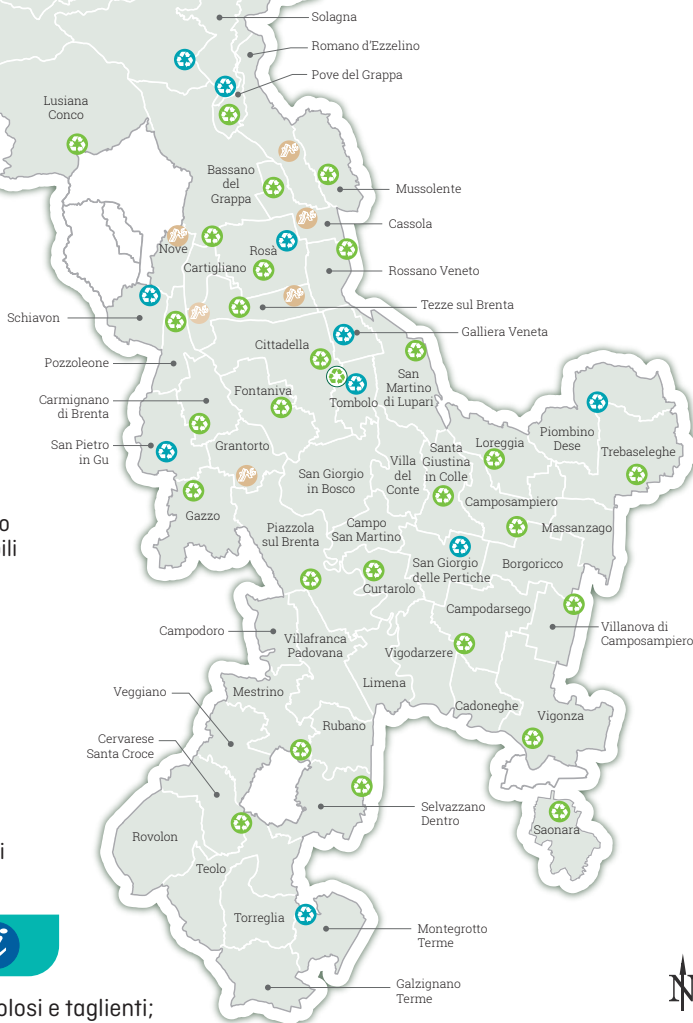 Solagna
Romano d'Ezzelino
Pove del Grappa
Lusiana
Conco
Bassano
del
Grappa
Mussolente
Cassola
Nove
Rosà
Cartigliano
Rossano Veneto
Schiavon
Tezze sul Brenta
Galliera Veneta
Cittadella
Pozzoleone
San
Martino
di Lupari
Fontaniva
Tombolo
Carmignano
di Brenta
San Pietro
in Gu
Grantorto
Piombino
Dese
Loreggia
Santa
Giustina
in Colle
Villa
del
Conte
Trebaseleghe
San Giorgio
in Bosco
Camposampiero
Gazzo
Campo
San Martino
Piazzola
sul Brenta
Massanzago
o
ili
San Giorgio
delle Pertiche
Borgoricco
Curtarolo
Campodarsego
Campodoro
Villafranca
Padovana
Villanova di
Camposampiero
Vigodarzere
Limena
Veggiano
Mestrino
Cadoneghe
Vigonza
Rubano
Cervarese
Santa Croce
Selvazzano
Dentro
Rovolon
Saonara
i
Teolo
Torreglia
Montegrotto
Terme
i
Galzignano
Terme
N
olosi e taglienti;